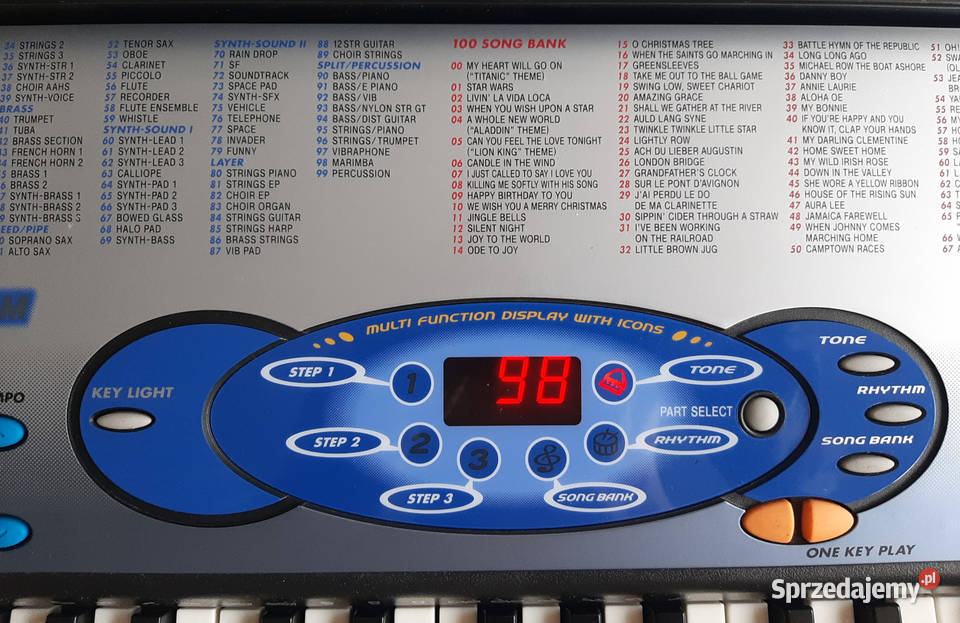 34 STRINGS 2
35 STRINGS 3
36 SYNTH-STR 1
37 SYNTH-STR 2
38 CHOIR AAHS
39 SYNTH-VOICE
BRASS
40 TRUMPET
41 TUBA
42 BRASS SECTION
43 FRENCH HORN 1
44 FRENCH HORN 2
BRASS 1
BRASS 2
SYNTH-BRASS 1
SYNTH-BRASS 2
SYNTH-BRASS 3
EED/PIPE
SOPRANO SAX
ALTO SAX
52 TENOR SAX
53 OBOE
54 CLARINET
55 PICCOLO
56 FLUTE
57 RECORDER
58 FLUTE ENSEMBLE
59 WHISTLE
SYNTH-SOUND I
60 SYNTH-LEAD 1
61 SYNTH-LEAD 2
62 SYNTH-LEAD 3
63 CALLIOPE
64 SYNTH-PAD 1
65 SYNTH-PAD 2
66 SYNTH-PAD 3
67 BOWED GLASS
68 HALO PAD
69 SYNTH-BASS
SYNTH-SOUND II
70 RAIN DROP
71 SF
72 SOUNDTRACK
73 SPACE PAD
74 SYNTH-SFX
75 VEHICLE
76 TELEPHONE
77 SPACE
78 INVADER
79 FUNNY
LAYER
80 STRINGS PIANO
81 STRINGS EP
82 CHOIR EP
83 CHOIR ORGAN
84 STRINGS GUITAR
85 STRINGS HARP
86 BRASS STRINGS
87 VIB PAD
88 12STR GUITAR
89 CHOIR STRINGS
SPLIT/PERCUSSION
90 BASS/PIANO
91 BASS/E PIANO
92 BASS/VIB
93 BASS/NYLON STR GT
94 BASS/DIST GUITAR
95 STRINGS/PIANO
96 STRINGS/TRUMPET
97 VIBRAPHONE
98 MARIMBA
99 PERCUSSION
100 SONG BANK
00 MY HEART WILL GO ON
("TITANIC" THEME)
01 STAR WARS
02 LIVIN' LA VIDA LOCA
03 WHEN YOU WISH UPON A STAR
04 A WHOLE NEW WORLD
("ALADDIN" THEME)
05 CAN YOU FEEL THE LOVE TONIGHT
("LION KING" THEME)
06 CANDLE IN THE WIND
07 I JUST CALLED TO SAY I LOVE YOU
08 KILLING ME SOFTLY WITH HIS SONG
09 HAPPY BIRTHDAY TO YOU
10 WE WISH YOU A MERRY CHRISTMAS
11 JINGLE BELLS
12 SILENT NIGHT
13 JOY TO THE WORLD
14 ODE TO JOY
15 O CHRISTMAS TREE
16 WHEN THE SAINTS GO MARCHING IN
17 GREENSLEEVES
18 TAKE ME OUT TO THE BALL GAME
19 SWING LOW, SWEET CHARIOT
20 AMAZING GRACE
21 SHALL WE GATHER AT THE RIVER
22 AULD LANG SYNE
23 TWINKLE TWINKLE LITTLE STAR
24 LIGHTLY ROW
25 ACH DU LIEBER AUGUSTIN
26 LONDON BRIDGE
27 GRANDFATHER'S CLOCK
28 SUR LE PONT D'AVIGNON
29 J'AI PERDU LE DO
DE MA CLARINETTE
30 SIPPIN' CIDER THROUGH A STRAW
31 I'VE BEEN WORKING
ON THE RAILROAD
32 LITTLE BROWN JUG
33 BATTLE HYMN OF THE REPUBLIC
34 LONG LONG AGO
35 MICHAEL ROW THE BOAT ASHORE
36 DANNY BOY
37 ANNIE LAURIE
38 ALOHA OE
39 MY BONNIE
40 IF YOU'RE HAPPY AND YOU
KNOW IT, CLAP YOUR HANDS
41 MY DARLING CLEMENTINE
42 HOME SWEET HOME
43 MY WILD IRISH ROSE
44 DOWN IN THE VALLEY
45 SHE WORE A YELLOW RIBBON
46 HOUSE OF THE RISING SUN
47 AURA LEE
48 JAMAICA FAREWELL
49 WHEN JOHNNY COMES
MARCHING HOME
50 CAMPTOWN RACES
51 OH!
52
53
54
55
56
57
58
59
60
61
62
63
64
65
66
67
M
MULTI FUNCTION DISPLAY WITH ICONS
KEY LIGHT
STEP 1
1
98
TONE
PART SELECT
STEP 2
2
3
RHYTHM
STEP 3
SONG BANK
TONE
RHYTHM
SONG BANK
ONE KEY PLAY
MPO
Sprzedajemy.pl